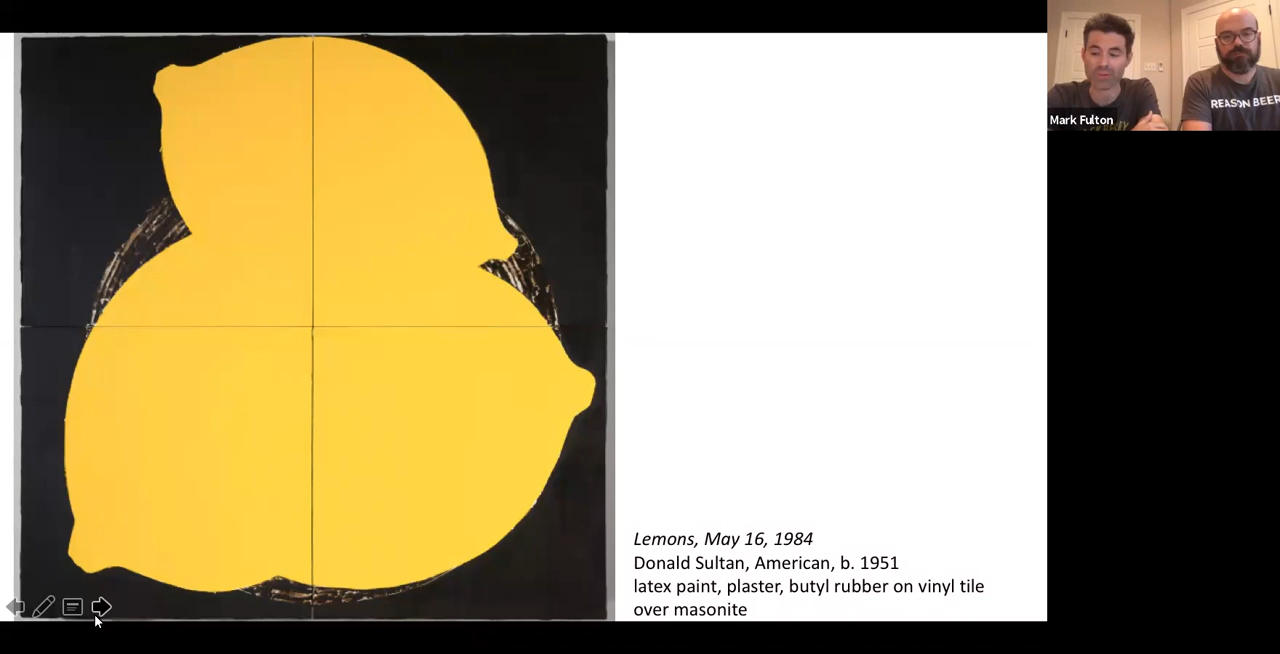 Lemons, May 16, 1984
Donald Sultan, American, b. 1951
latex paint, plaster, butyl rubber on vinyl tile
over masonite
Mark Fulton
REASON BEER